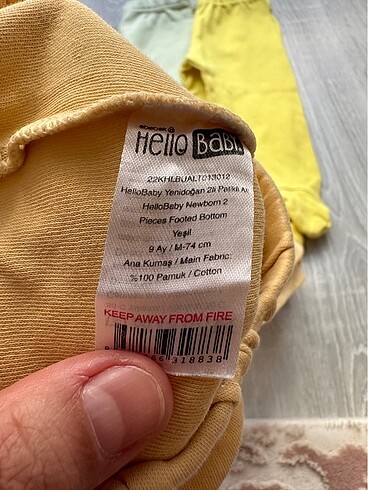 Hello Baby
22KHLBUALT013012
HelloBaby Yenidoğan 2li Patikli Alt
HelloBaby Newborn 2
Pieces Footed Bottom
Yeşil
9 Ay / M-74 cm
Ana Kumaş / Main Fabric:
%100 Pamuk / Cotton
KEEP AWAY FROM FIRE
318838